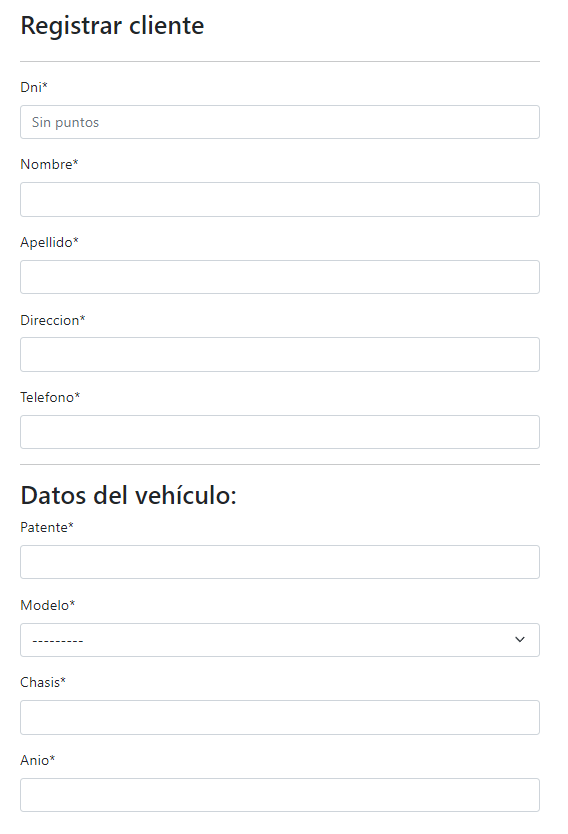 Registrar cliente
Dni*
Sin puntos
Nombre*
Apellido*
Direccion*
Telefono*
Datos del vehículo:
Patente*
Modelo*
---------
Chasis*
Anio*